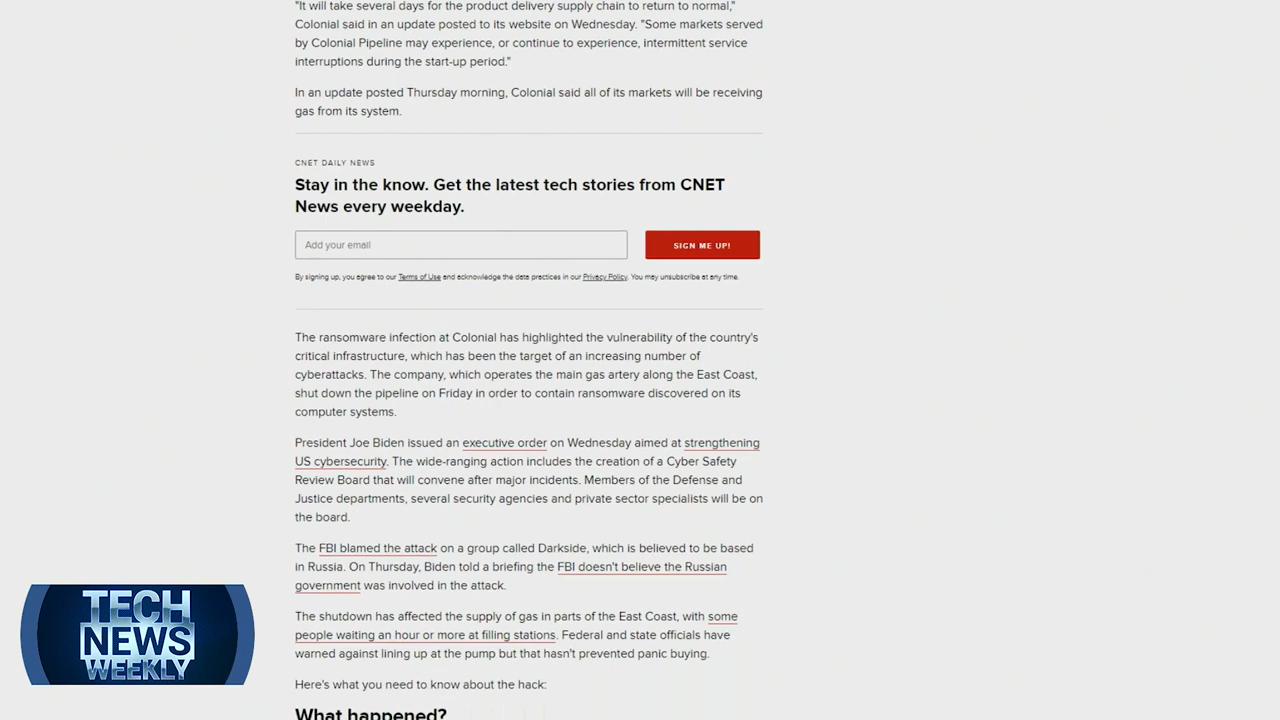 "It will take several days for the product delivery supply chain to return to normal,"
Colonial said in an update posted to its website on Wednesday. "Some markets served
by Colonial Pipeline may experience, or continue to experience, intermittent service
interruptions during the start-up period."
In an update posted Thursday morning, Colonial said all of its markets will be receiving
gas from its system.
CNET DAILY NEWS
Stay in the know. Get the latest tech stories from CNET
News every weekday.
Add your email
SIGN ME UP!
By signing up, you agree to our Terms of Use and acknowledge the data practices in our Privacy Policy. You may unsubscribe at any time.
The ransomware infection at Colonial has highlighted the vulnerability of the country's
critical infrastructure, which has been the target of an increasing number of
cyberattacks. The company, which operates the main gas artery along the East Coast,
shut down the pipeline on Friday in order to contain ransomware discovered on its
computer systems.
President Joe Biden issued an executive order on Wednesday aimed at strengthening
US cybersecurity. The wide-ranging action includes the creation of a Cyber Safety
Review Board that will convene after major incidents. Members of the Defense and
Justice departments, several security agencies and private sector specialists will be on
the board.
The FBI blamed the attack on a group called Darkside, which is believed to be based
in Russia. On Thursday, Biden told a briefing the FBI doesn't believe the Russian
government was involved in the attack.
The shutdown has affected the supply of gas in parts of the East Coast, with some
people waiting an hour or more at filling stations. Federal and state officials have
warned against lining up at the pump but that hasn't prevented panic buying.
Here's what you need to know about the hack:
What happened?
TECH
NEWS
WEEKLY